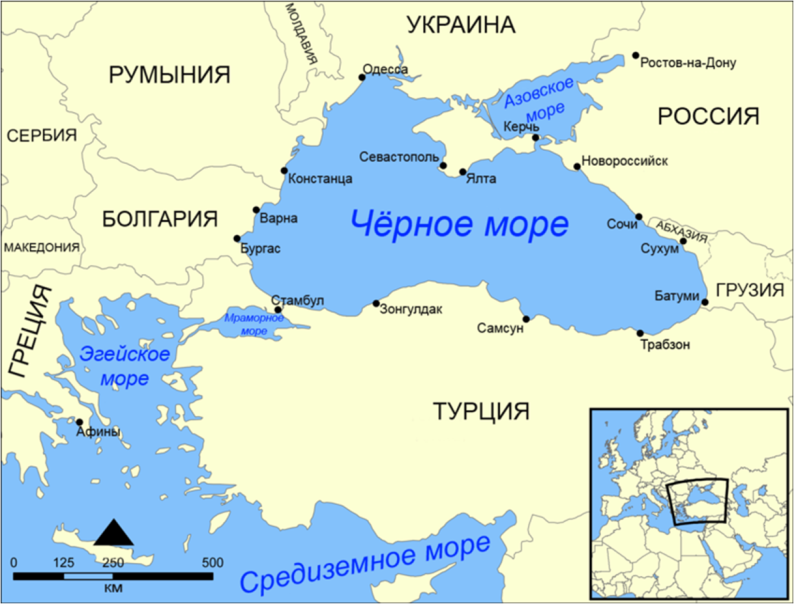 УКРАИНА
МОЛДАВИЯ
РУМЫНИЯ
Одесса
Ростов-на-Дону
Азовское
море
РОССИЯ
СЕРБИЯ
Керчь
Севастополь
Ялта
Новороссийск
Констанца
БОЛГАРИЯ
Варна
Чёрное море
Сочи
АБХАЗИЯ
МАКЕДОНИЯ
Бургас
Сухум
Батуми
ГРУЗИЯ
Стамбул
Зонгулдак
Мраморное
море
Самсун
Трабзон
ГРЕЦИЯ
Эгейское
море
ТУРЦИЯ
Афины
Средиземное море
0 125 250 500
км